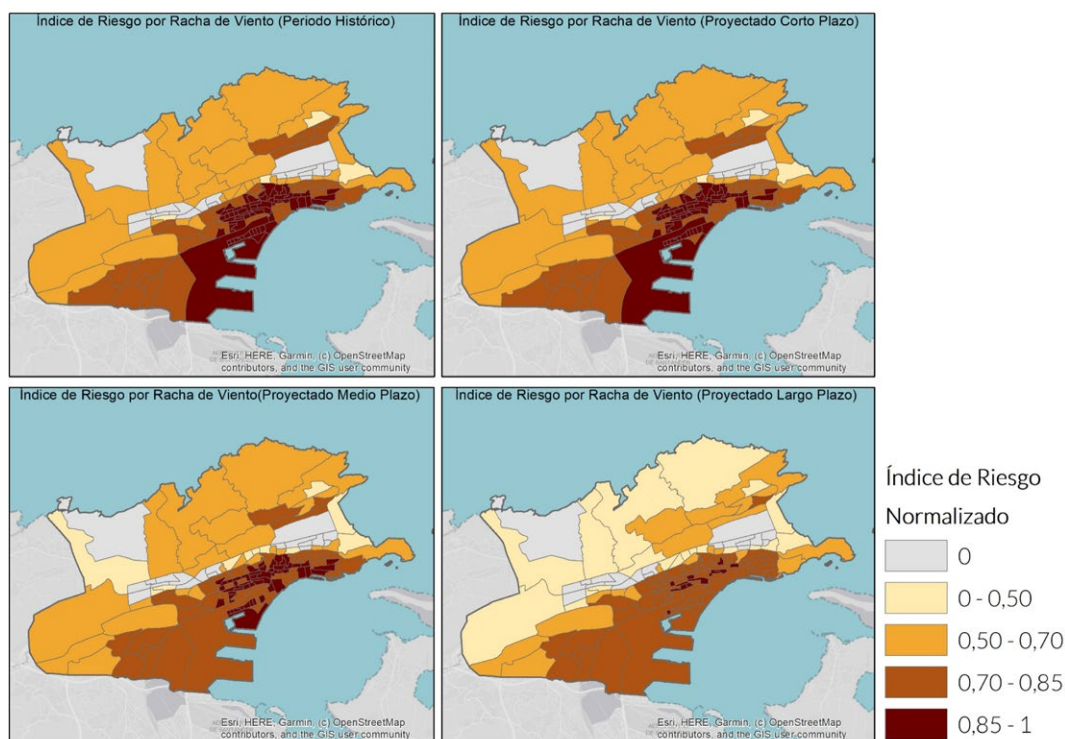 Índice de Riesgo por Racha de Viento (Periodo Histórico)
Esri, HERE, Garmin, (c) OpenStreetMap
contributors, and the GIS user community
Índice de Riesgo por Racha de Viento (Proyectado Corto Plazo)
Esri, HERE, Garmin, (c) OpenStreetMap
contributors, and the GIS user community
Índice de Riesgo por Racha de Viento(Proyectado Medio Plazo)
Esri, HERE, Garmin, (c) OpenStreetMap
contributors, and the GIS user community
Índice de Riesgo por Racha de Viento (Proyectado Largo Plazo)
Esri, HERE, Garmin, (c) OpenStreetMap
contributors, and the GIS user community
Índice de Riesgo
Normalizado
0
0 - 0,50
0,50 - 0,70
0,70 - 0,85
0,85 - 1